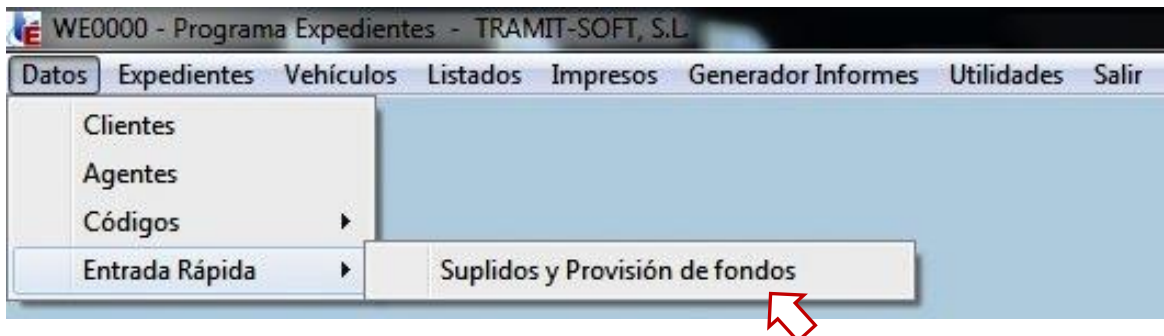 WE0000 - Programa Expedientes - TRAMIT-SOFT, S.L.
Datos Expedientes Vehículos Listados Impresos Generador Informes Utilidades Salir
Clientes
Agentes
Códigos
Entrada Rápida Suplidos y Provisión de fondos